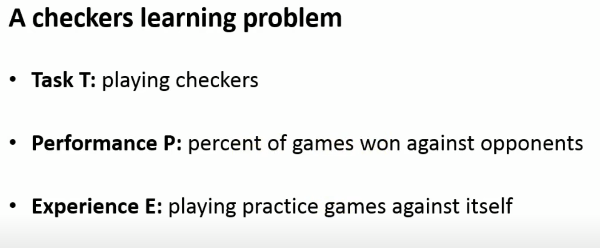 A checkers learning problem
• Task T: playing checkers
• Performance P: percent of games won against opponents
• Experience E: playing practice games against itself